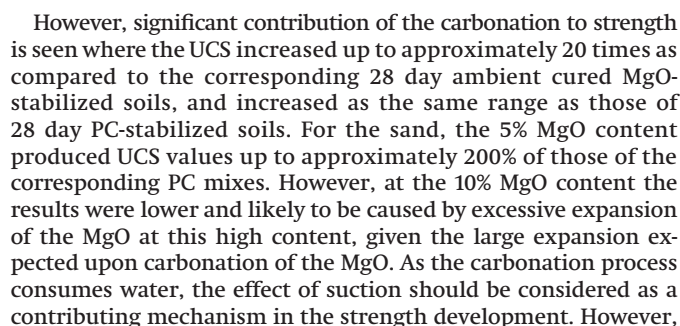 However, significant contribution of the carbonation to strength
is seen where the UCS increased up to approximately 20 times as
compared to the corresponding 28 day ambient cured MgO-
stabilized soils, and increased as the same range as those of
28 day PC-stabilized soils. For the sand, the 5% MgO content
produced UCS values up to approximately 200% of those of the
corresponding PC mixes. However, at the 10% MgO content the
results were lower and likely to be caused by excessive expansion
of the MgO at this high content, given the large expansion ex-
pected upon carbonation of the MgO. As the carbonation process
consumes water, the effect of suction should be considered as a
contributing mechanism in the strength development. However,